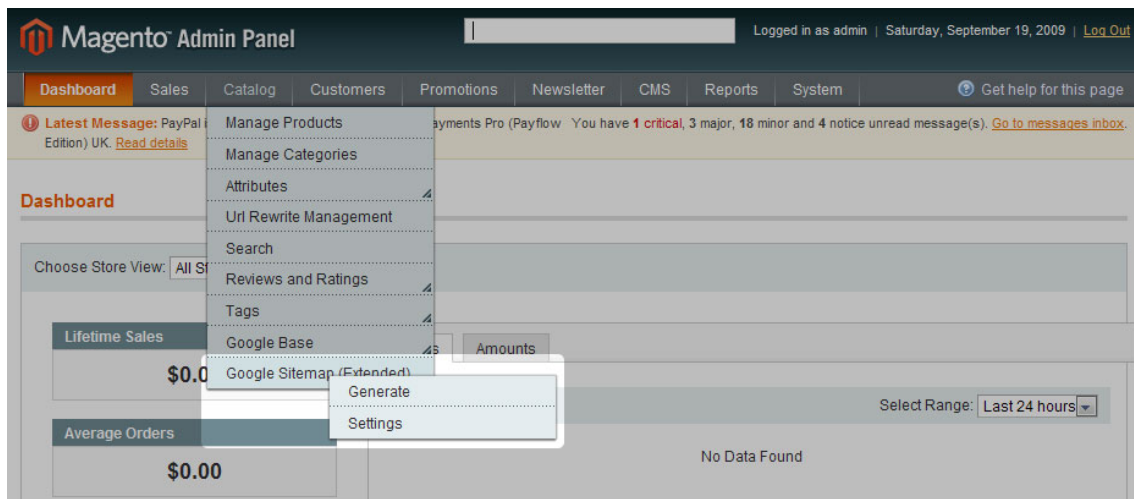 Magento Admin Panel
Logged in as admin | Saturday, September 19, 2009 | Log Out
Dashboard Sales Catalog Customers Promotions Newsletter CMS Reports System Get help for this page
Latest Message: PayPal i ayments Pro (Payflow You have 1 critical, 3 major, 18 minor and 4 notice unread message(s). Go to messages inbox.
Edition) UK. Read details
Manage Products
Manage Categories
Attributes
Url Rewrite Management
Search
Reviews and Ratings
Tags
Google Base
Google Sitemap (Extended)
Generate
Settings
Dashboard
Choose Store View: All St
Lifetime Sales
$0.0
Average Orders
$0.00
Amounts
Select Range: Last 24 hours
No Data Found